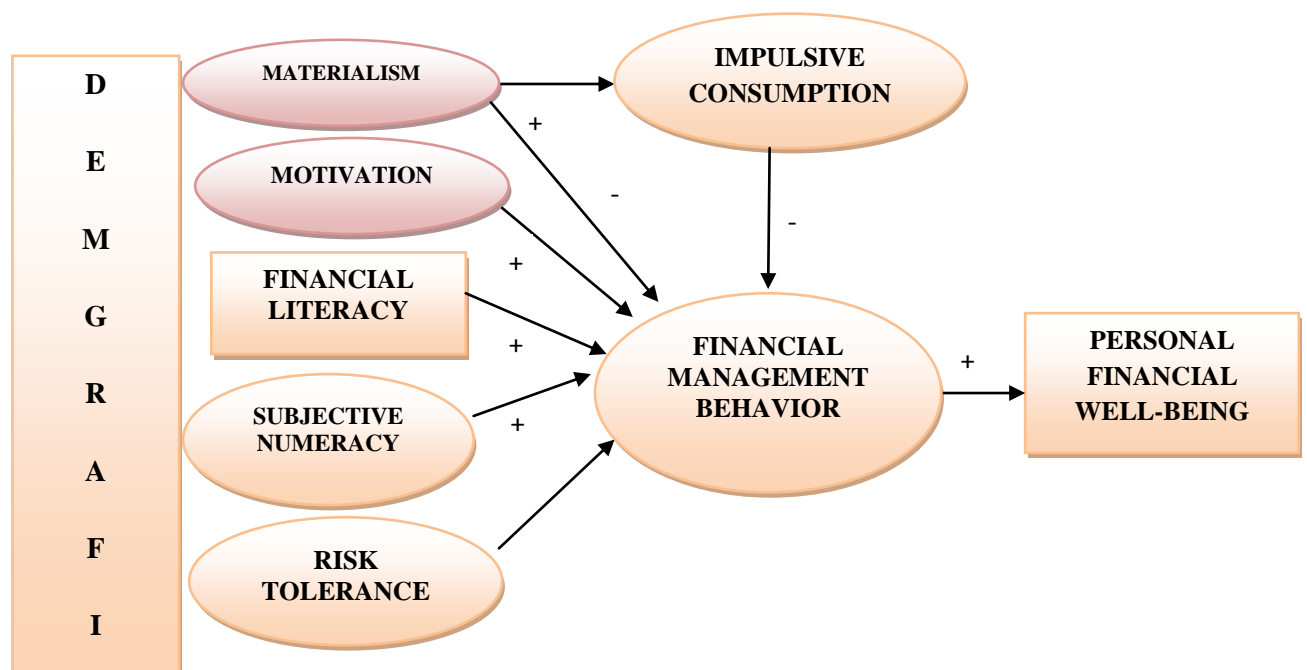 D
E
M
G
R
A
F
I
MATERIALISM
IMPULSIVE
CONSUMPTION
+
MOTIVATION
-
-
+
FINANCIAL
LITERACY
+
SUBJECTIVE
NUMERACY
+
RISK
TOLERANCE
FINANCIAL
MANAGEMENT
BEHAVIOR
+
PERSONAL
FINANCIAL
WELL-BEING